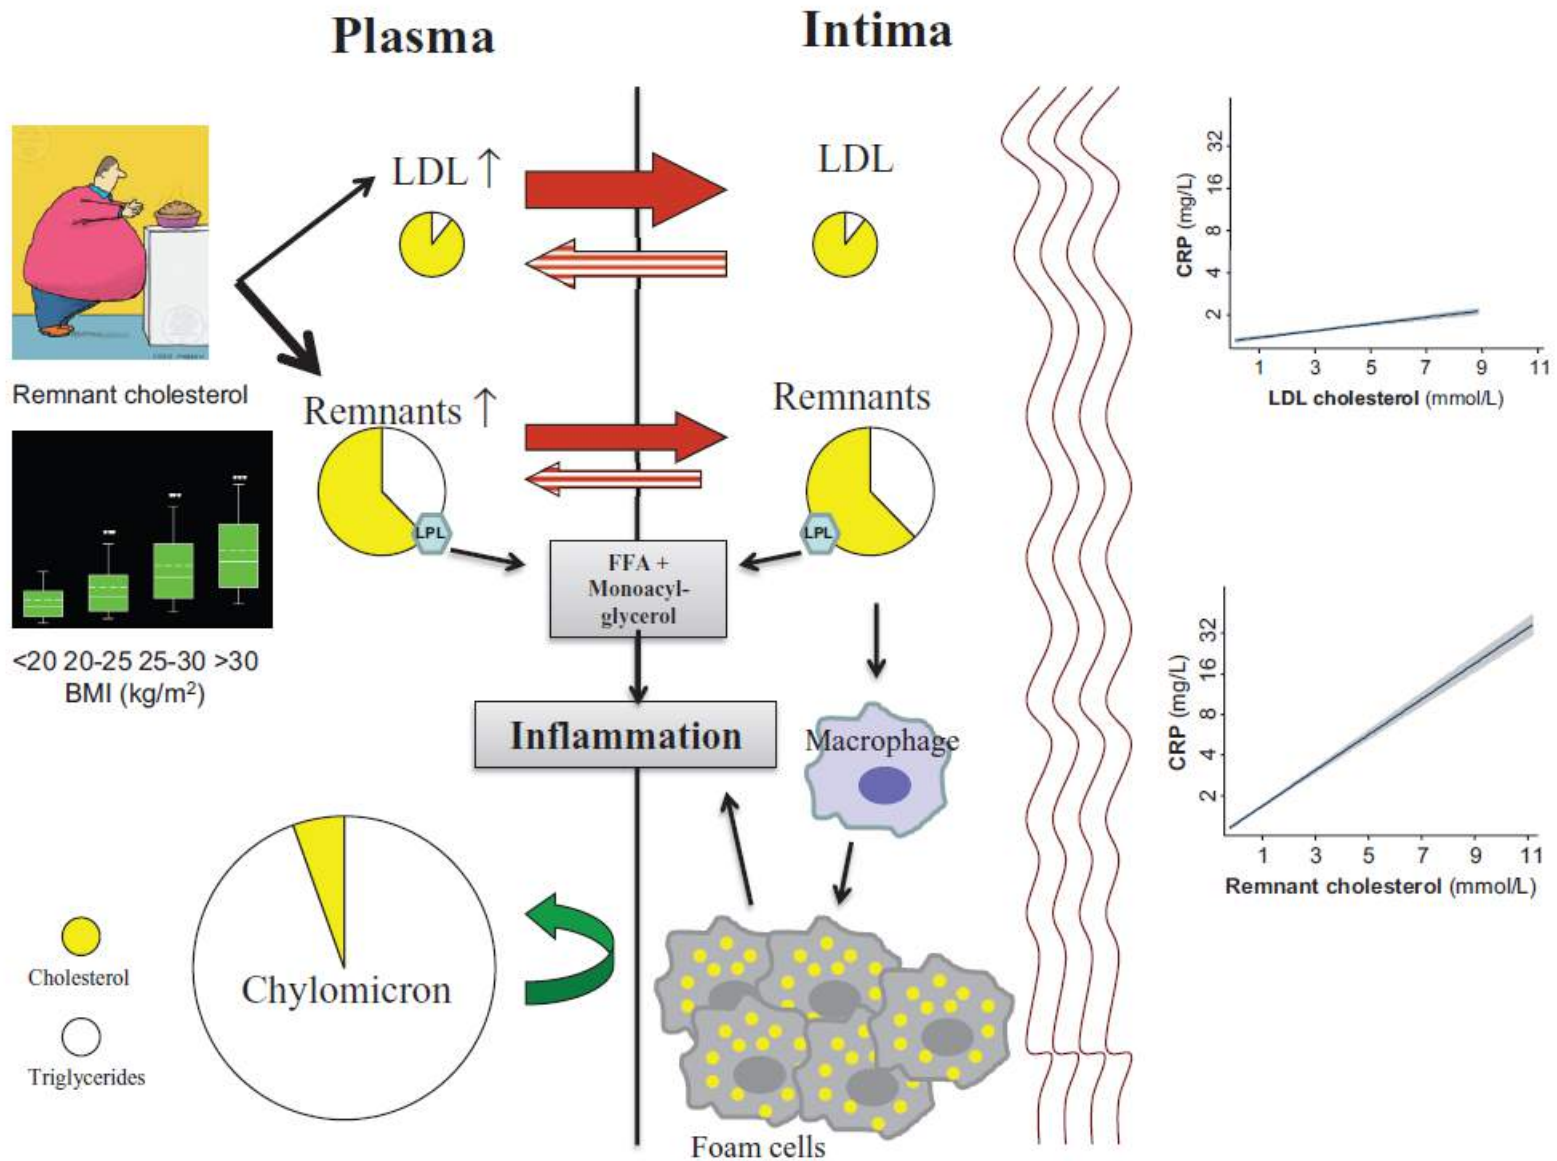 Plasma
Intima
LDL ↑
LDL
Remnant cholesterol
Remnants ↑
Remnants
LPL
LPL
FFA +
Monoacyl-
glycerol
***
***
***
<20 20-25 25-30 >30
BMI (kg/m²)
Inflammation
Macrophage
Chylomicron
Cholesterol
Triglycerides
Foam cells
CRP (mg/L)
32
16
8
4
2
1 3 5 7 9 11
LDL cholesterol (mmol/L)
CRP (mg/L)
32
16
8
4
2
1 3 5 7 9 11
Remnant cholesterol (mmol/L)